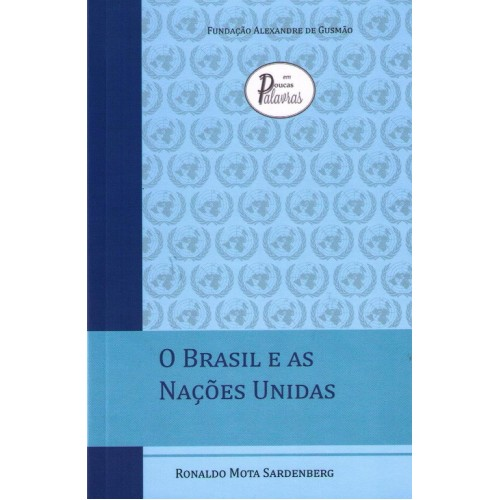 Fundação Alexandre de Gusmão
em
Poucas
Palavras
O Brasil e as
Nações Unidas
Ronaldo Mota Sardenberg